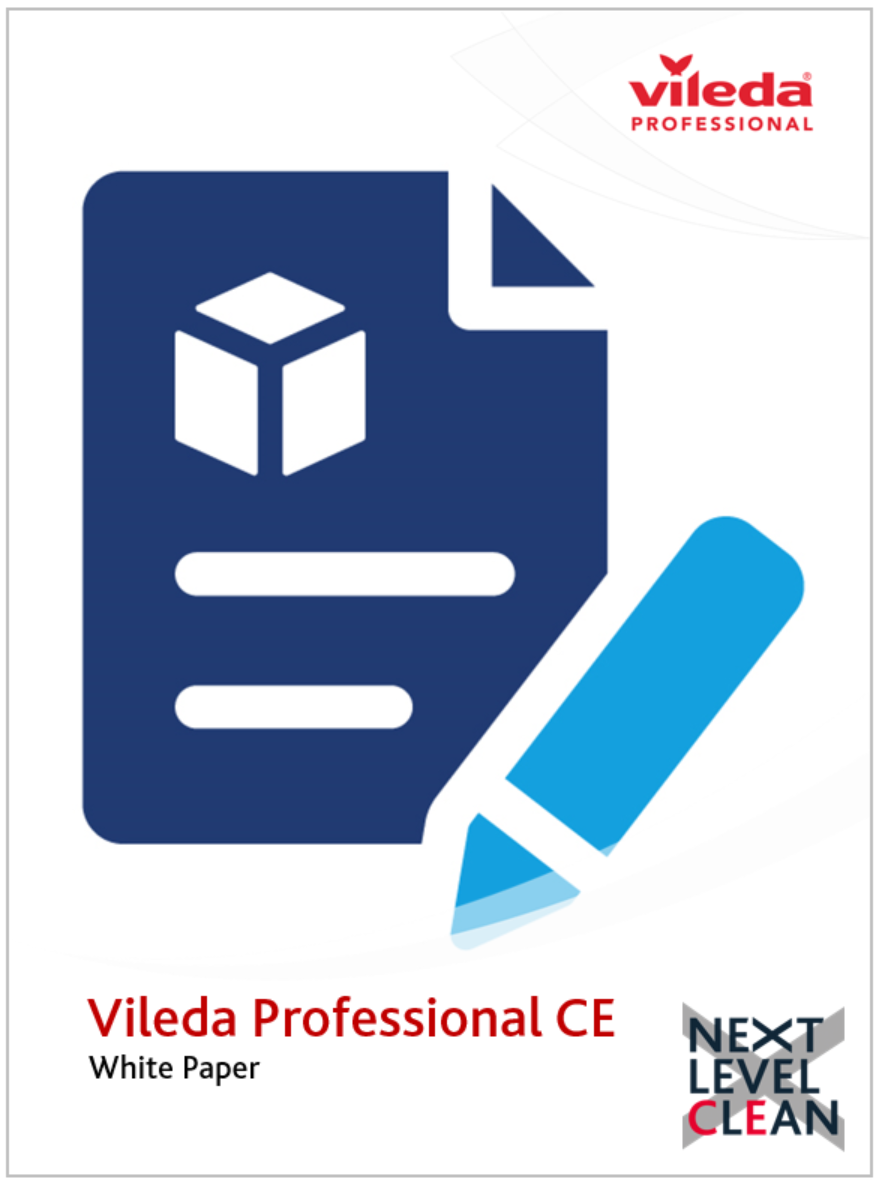 vileda®
PROFESSIONAL
Vileda Professional CE
White Paper
NEXT
LEVEL
CLEAN